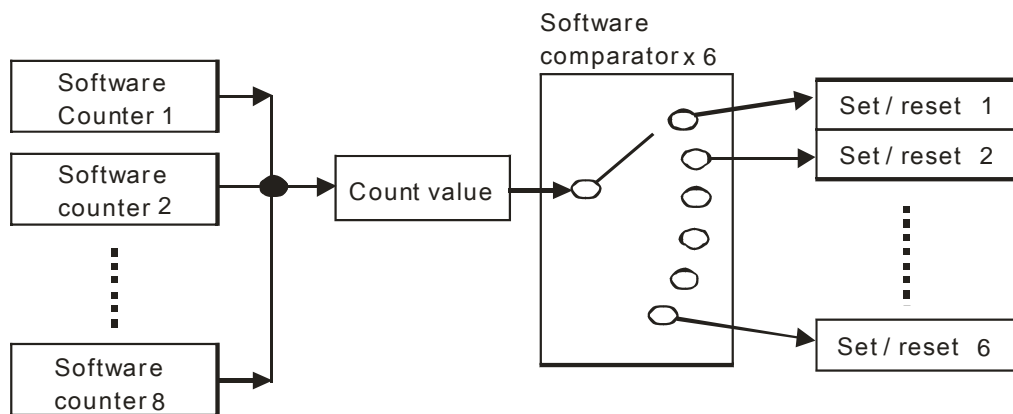 Software
comparator x 6
Software
Counter 1
Software
counter 2
Software
counter 8
Count value
Set / reset 1
Set / reset 2
Set / reset 6